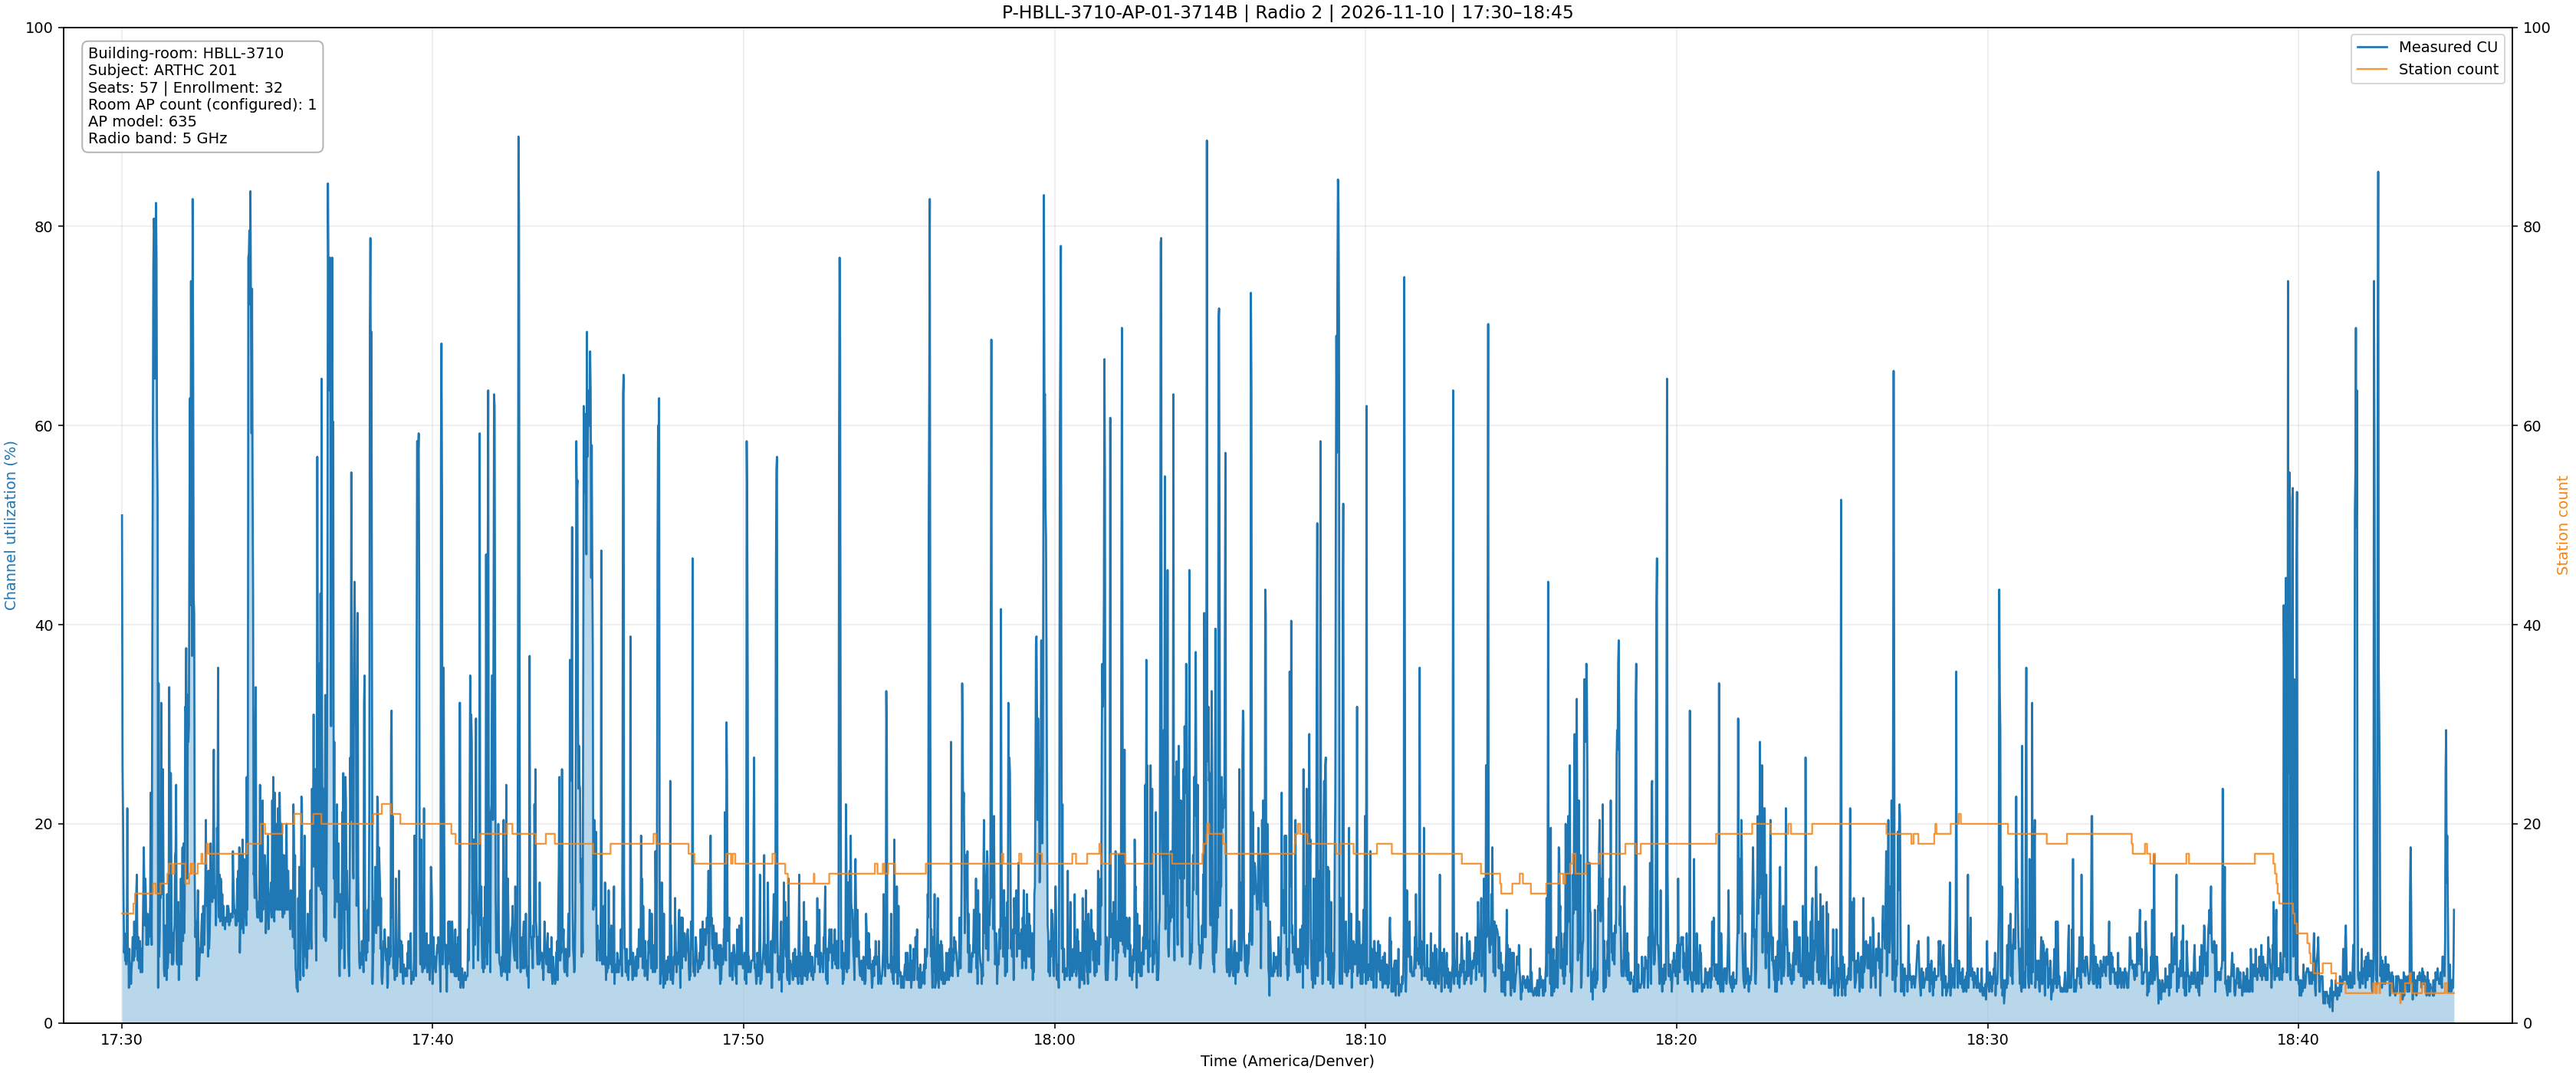 P-HBLL-3710-AP-01-3714B | Radio 2 | 2026-11-10 | 17:30–18:45
Building-room: HBLL-3710
Subject: ARTHC 201
Seats: 57 | Enrollment: 32
Room AP count (configured): 1
AP model: 635
Radio band: 5 GHz
Measured CU
Station count
100
80
60
40
20
0
Channel utilization (%)
100
80
60
40
20
0
Station count
17:30
17:40
17:50
18:00
18:10
18:20
18:30
18:40
Time (America/Denver)